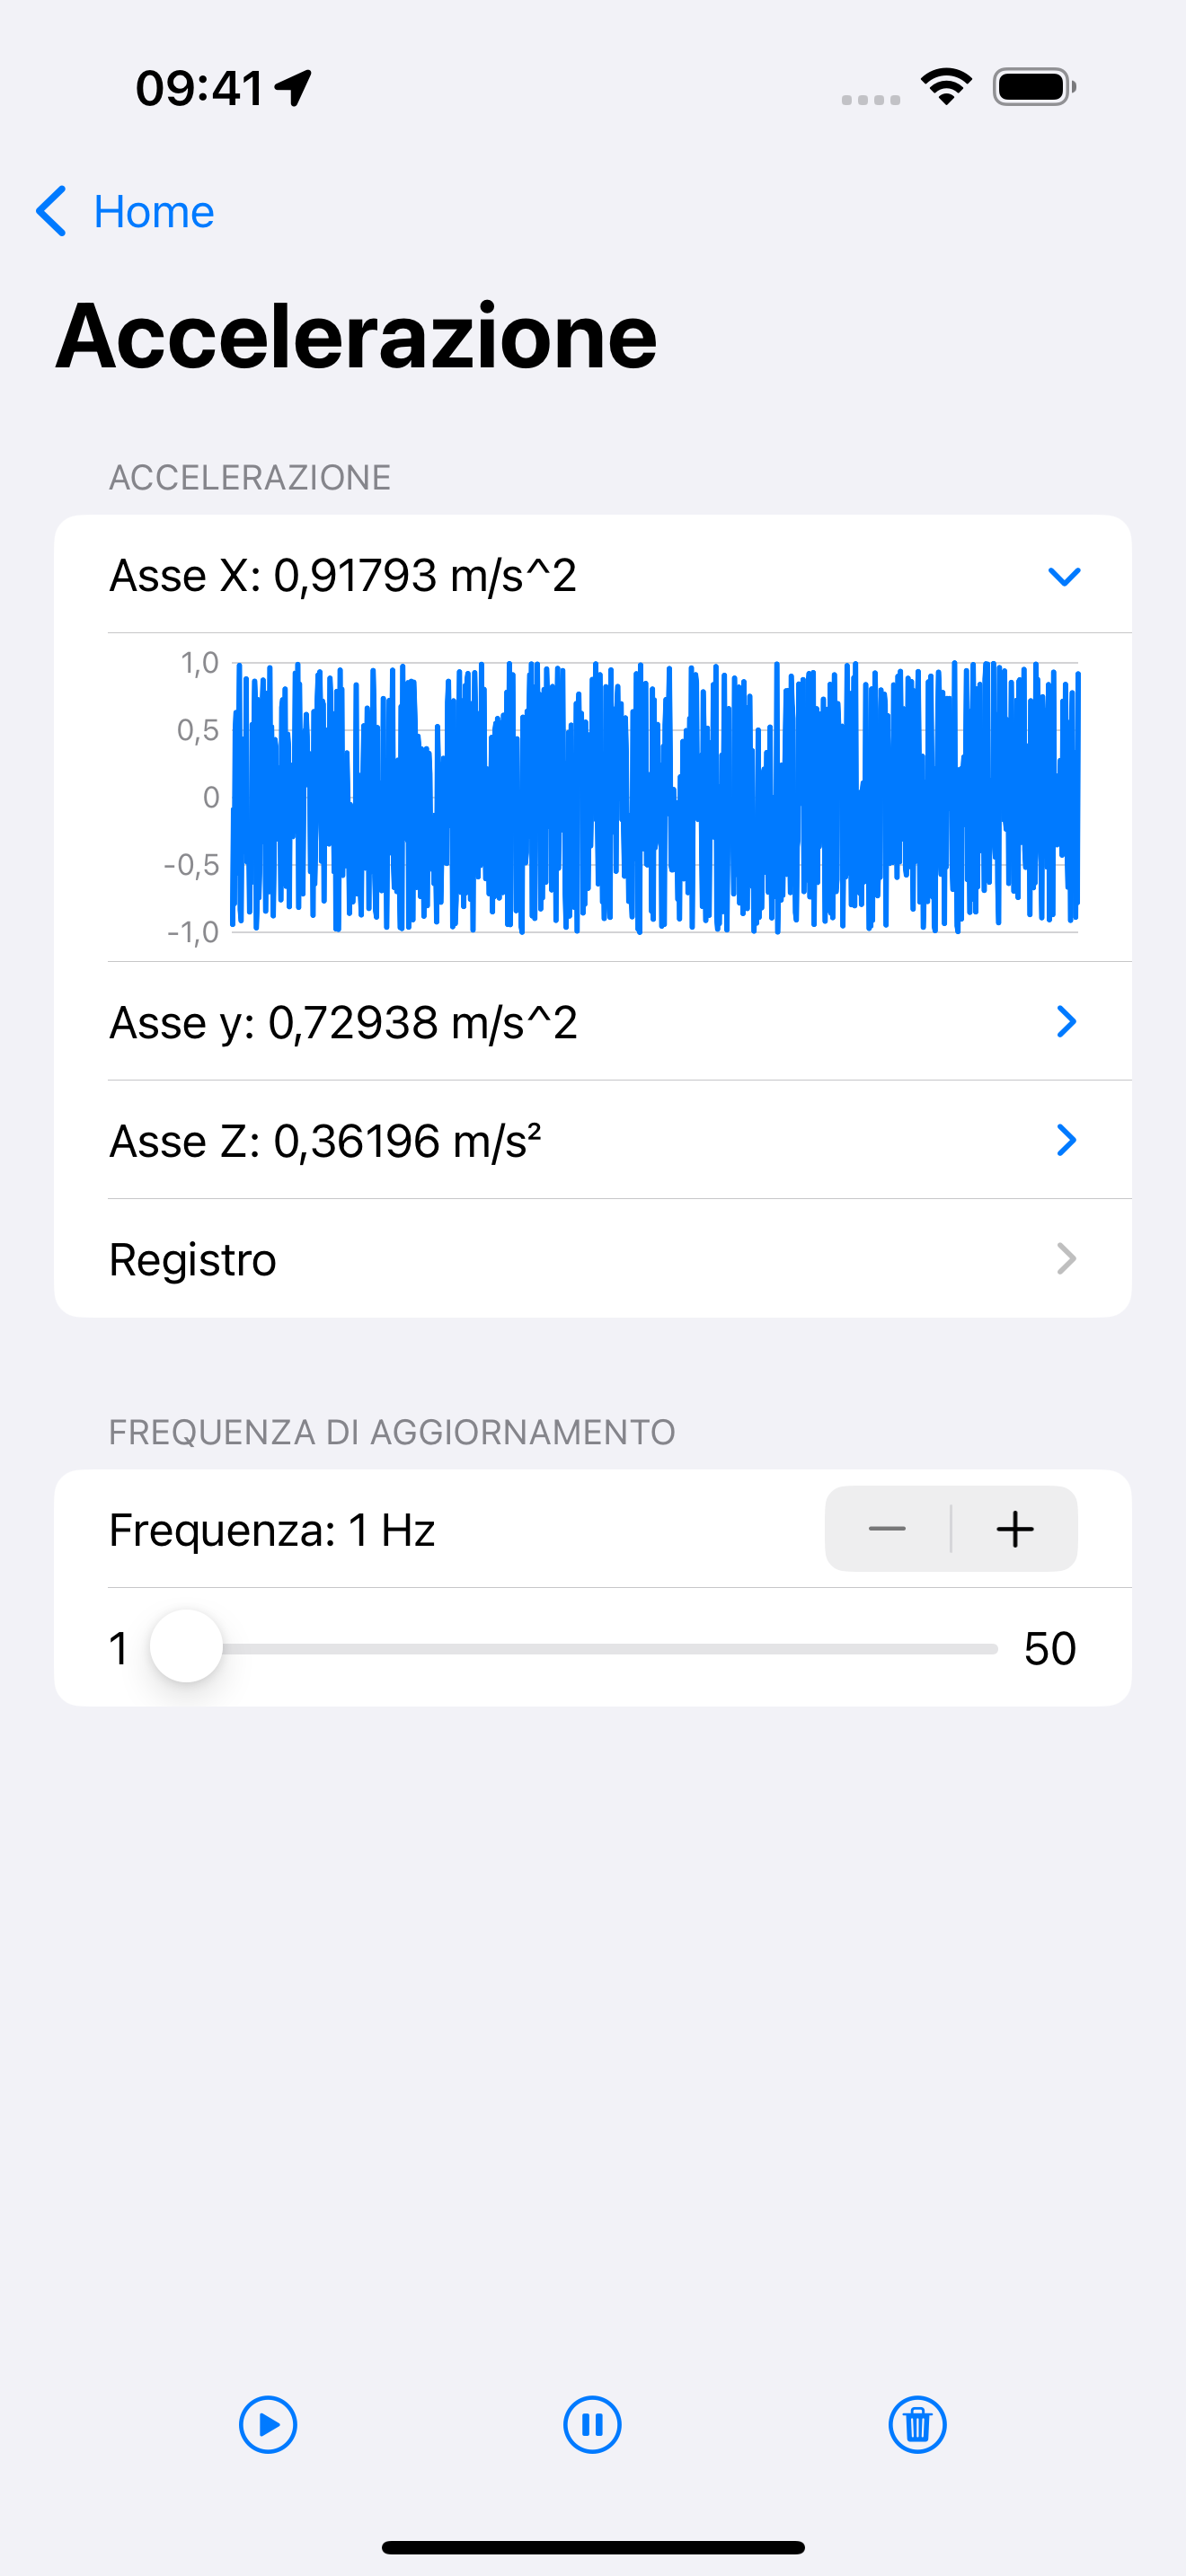 09:41
Home
Accelerazione
ACCELERAZIONE
Asse X: 0,91793 m/s^2
1,0
0,5
0
-0,5
-1,0
Asse y: 0,72938 m/s^2
Asse Z: 0,36196 m/s²
Registro
FREQUENZA DI AGGIORNAMENTO
Frequenza: 1 Hz
1 50